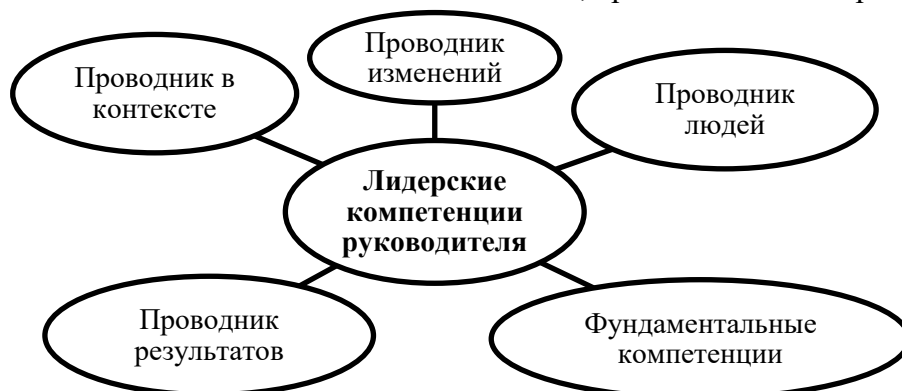 Проводник
изменений
Проводник в
контексте
Проводник
людей
Лидерские
компетенции
руководителя
Проводник
результатов
Фундаментальные
компетенции